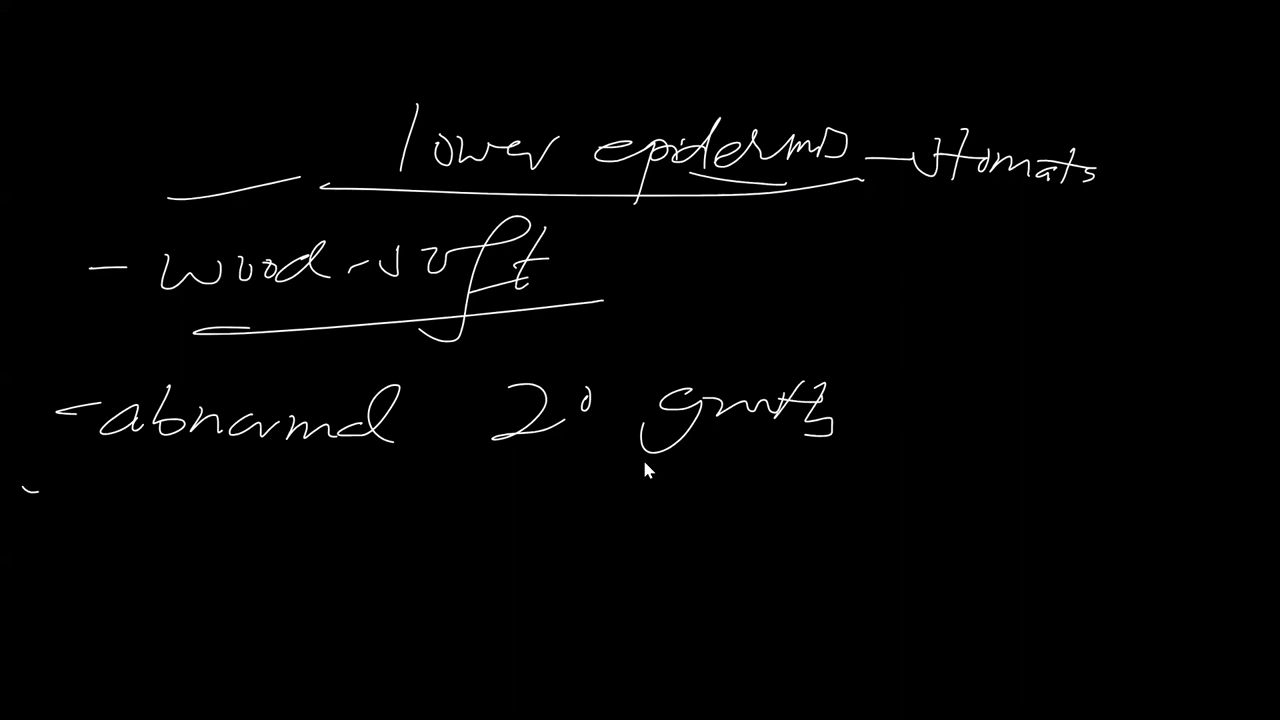 lower epidermis - stomata
- wood - soft
- abnormal 2° growth